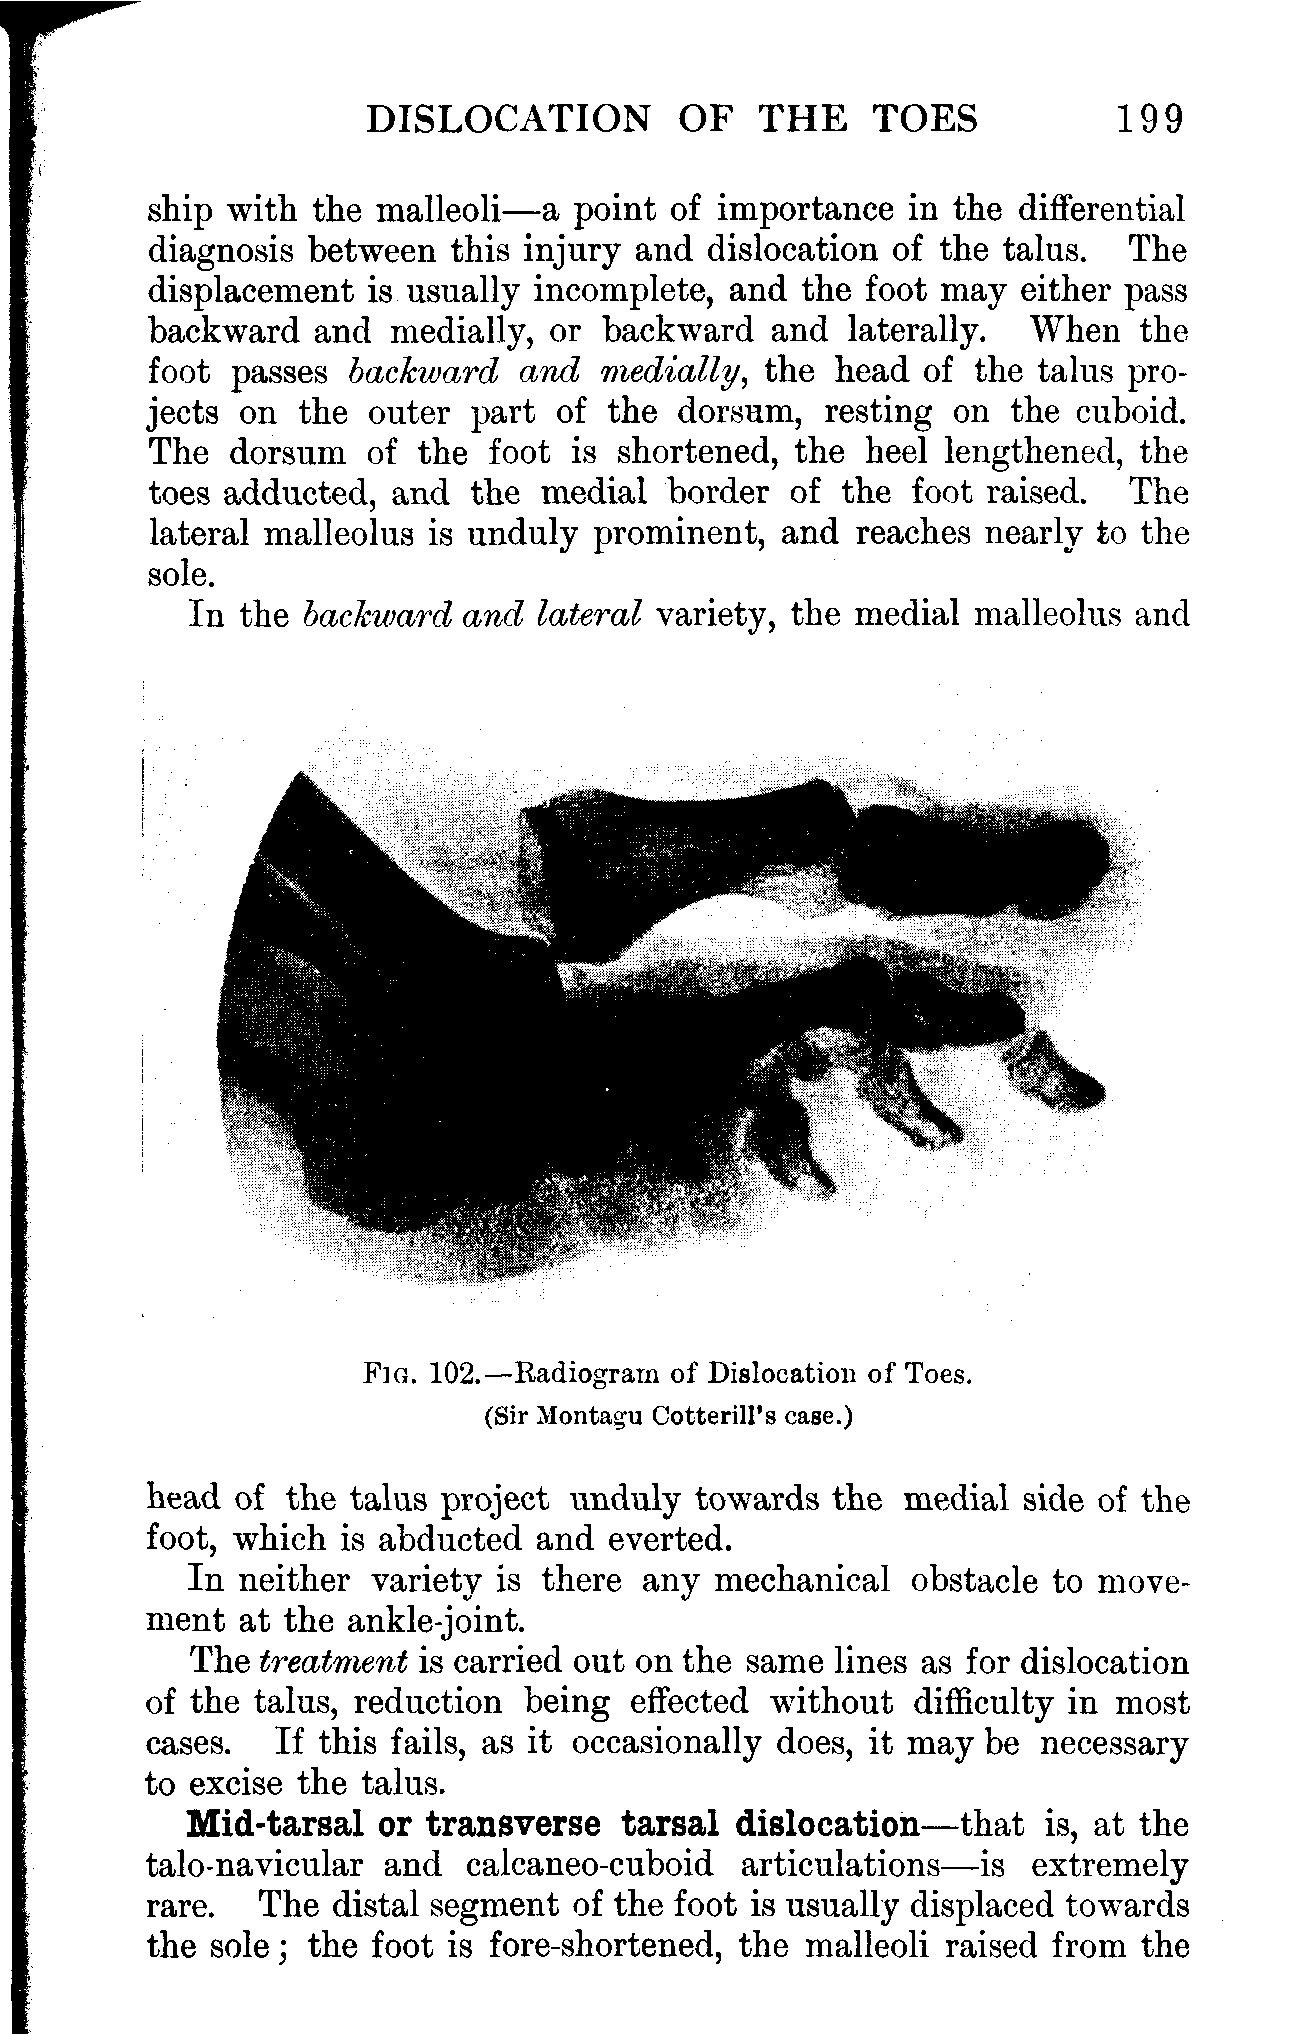 DISLOCATION OF THE TOES 199
ship with the malleoli—a point of importance in the differential
diagnosis between this injury and dislocation of the talus. The
displacement is usually incomplete, and the foot may either pass
backward and medially, or backward and laterally. When the
foot passes backward and medially, the head of the talus pro-
jects on the outer part of the dorsum, resting on the cuboid.
The dorsum of the foot is shortened, the heel lengthened, the
toes adducted, and the medial border of the foot raised. The
lateral malleolus is unduly prominent, and reaches nearly to the
sole.
In the backward and lateral variety, the medial malleolus and
FIG. 102.—Radiogram of Dislocation of Toes.
(Sir Montagu Cotterill's case.)
head of the talus project unduly towards the medial side of the
foot, which is abducted and everted.
In neither variety is there any mechanical obstacle to move-
ment at the ankle-joint.
The treatment is carried out on the same lines as for dislocation
of the talus, reduction being effected without difficulty in most
cases. If this fails, as it occasionally does, it may be necessary
to excise the talus.
Mid-tarsal or transverse tarsal dislocation—that is, at the
talo-navicular and calcaneo-cuboid articulations—is extremely
rare. The distal segment of the foot is usually displaced towards
the sole; the foot is fore-shortened, the malleoli raised from the